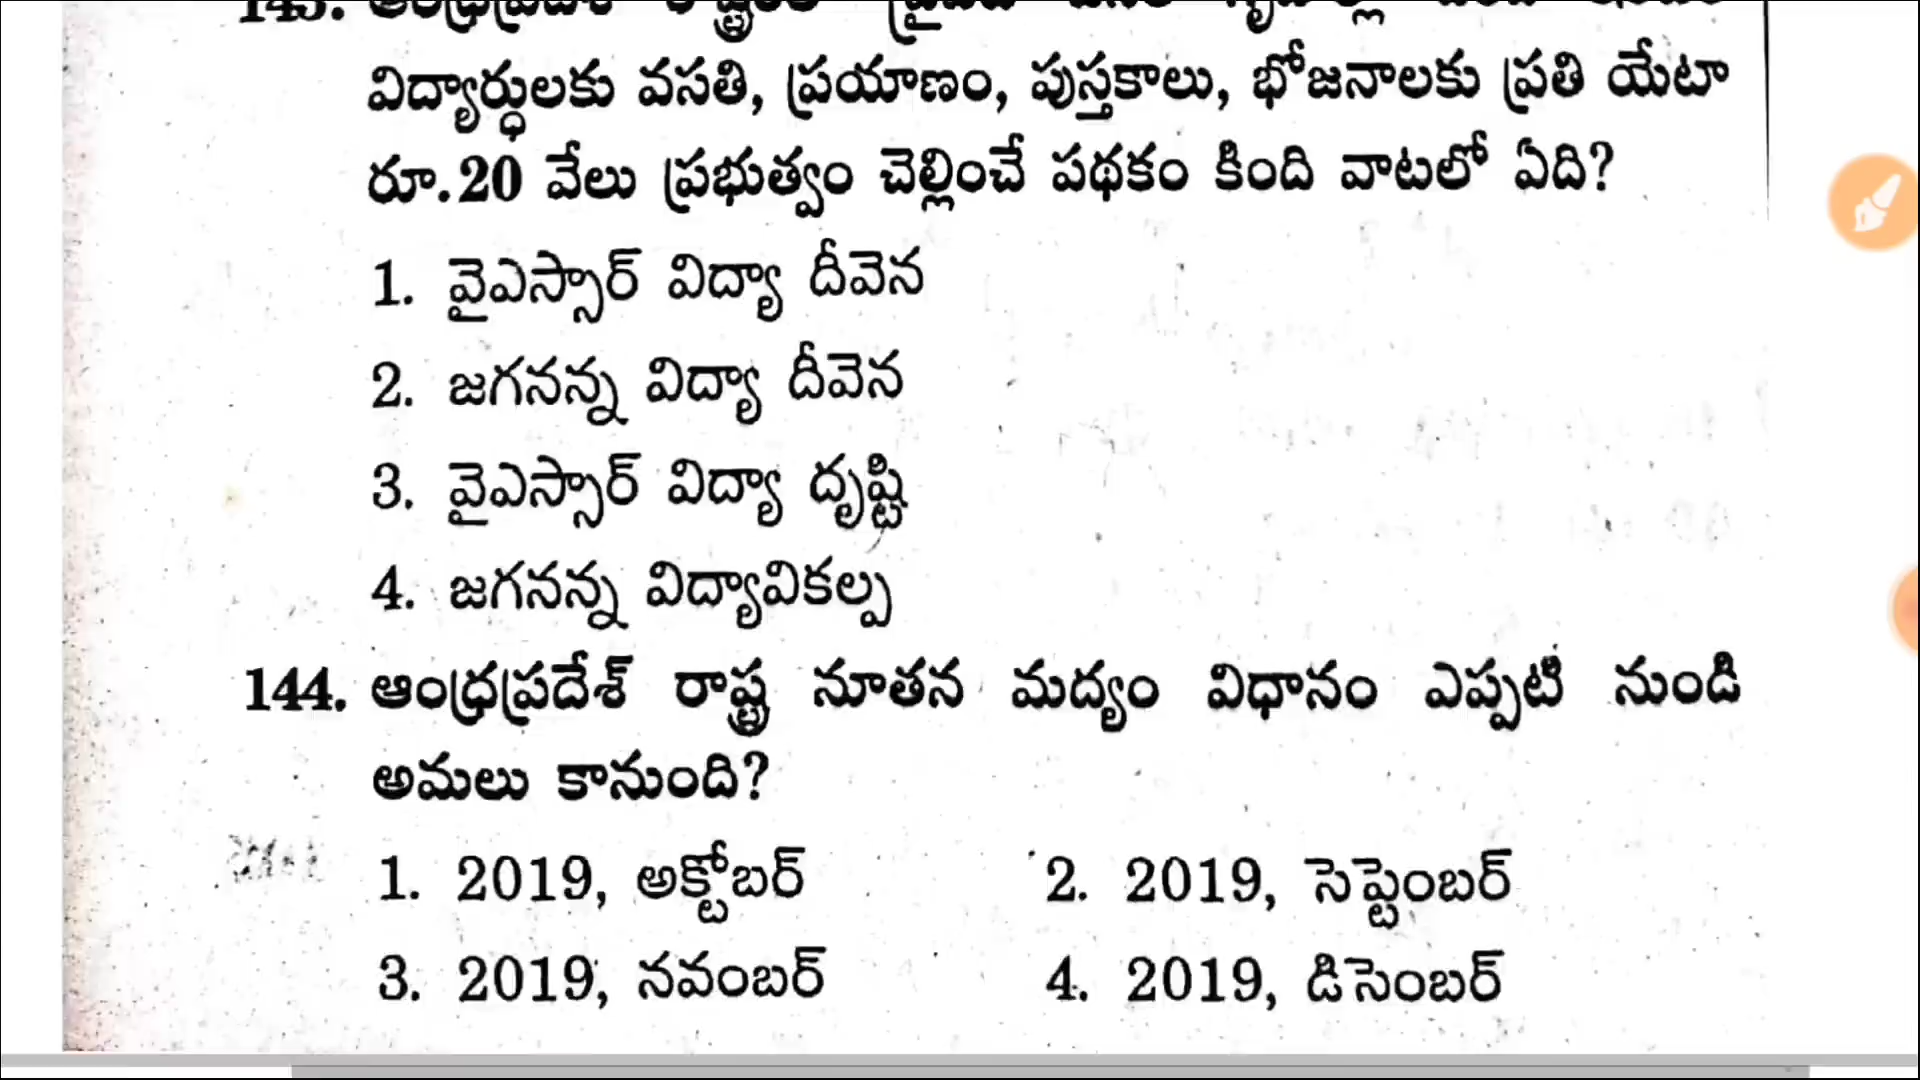 విద్యార్థులకు వసతి, ప్రయాణం, పుస్తకాలు, భోజనాలకు ప్రతి యేటా
రూ.20 వేలు ప్రభుత్వం చెల్లించే పథకం కింది వాటలో ఏది?
1. వైఎస్సార్ విద్యా దీవెన
2. జగనన్న విద్యా దీవెన
3. వైఎస్సార్ విద్యా దృష్టి
4. జగనన్న విద్యావికల్ప
144. ఆంధ్రప్రదేశ్ రాష్ట్ర నూతన మద్యం విధానం ఎప్పటి నుండి
అమలు కానుంది?
1. 2019, అక్టోబర్ 2. 2019, సెప్టెంబర్
3. 2019, నవంబర్ 4. 2019, డిసెంబర్